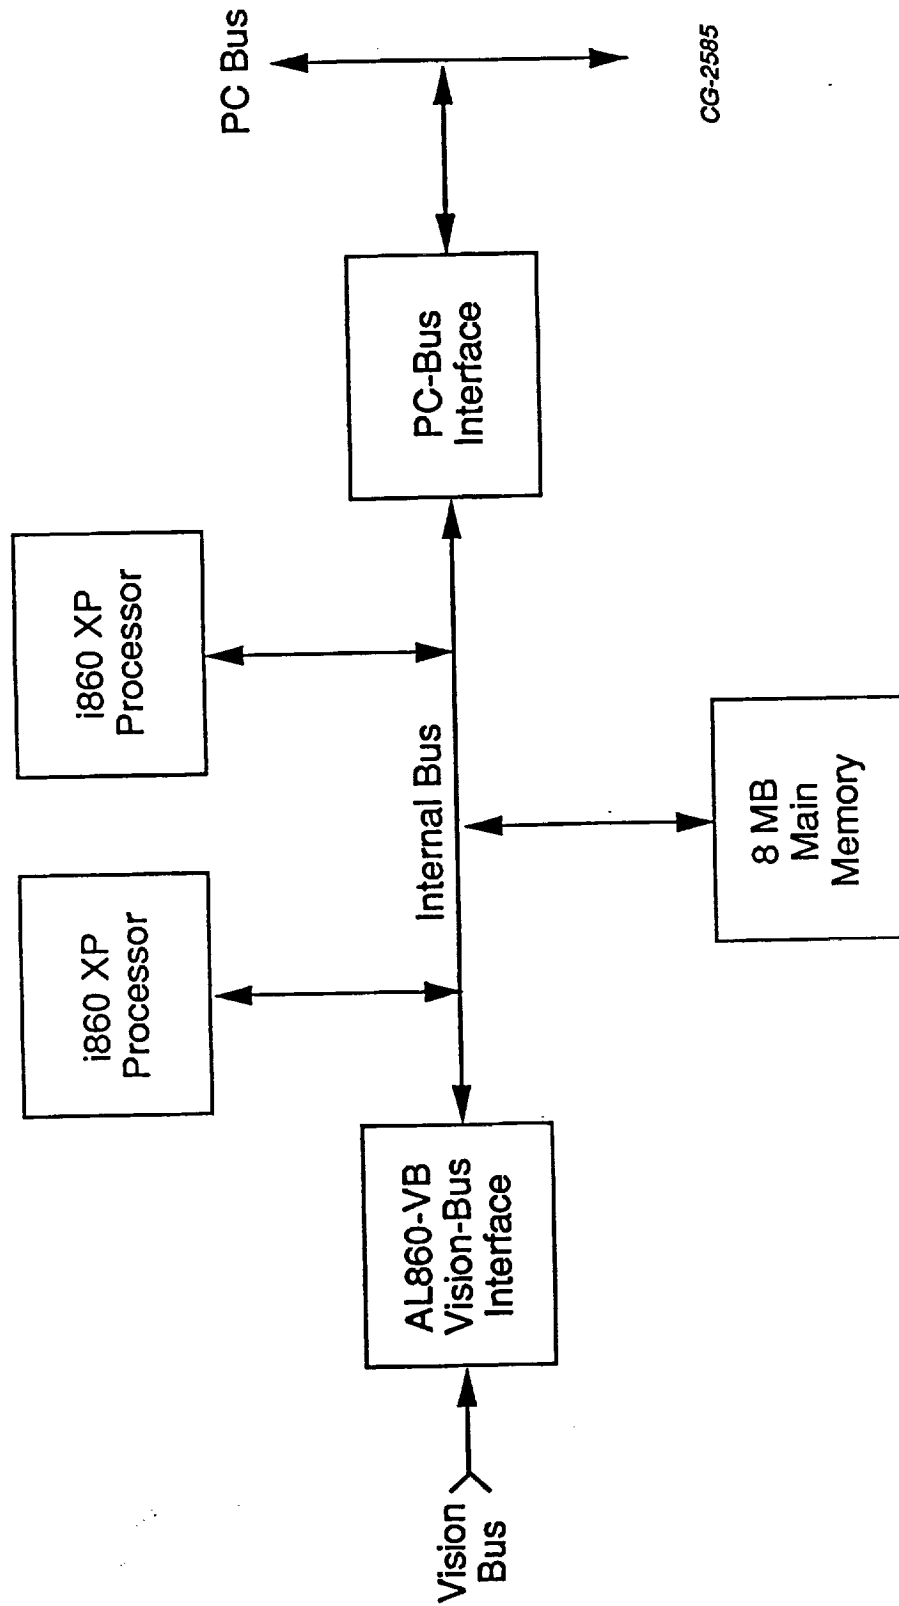 i860 XP
Processor
i860 XP
Processor
PC Bus
Internal Bus
Vision
Bus
AL860-VB
Vision-Bus
Interface
PC-Bus
Interface
8 MB
Main
Memory
CG-2585